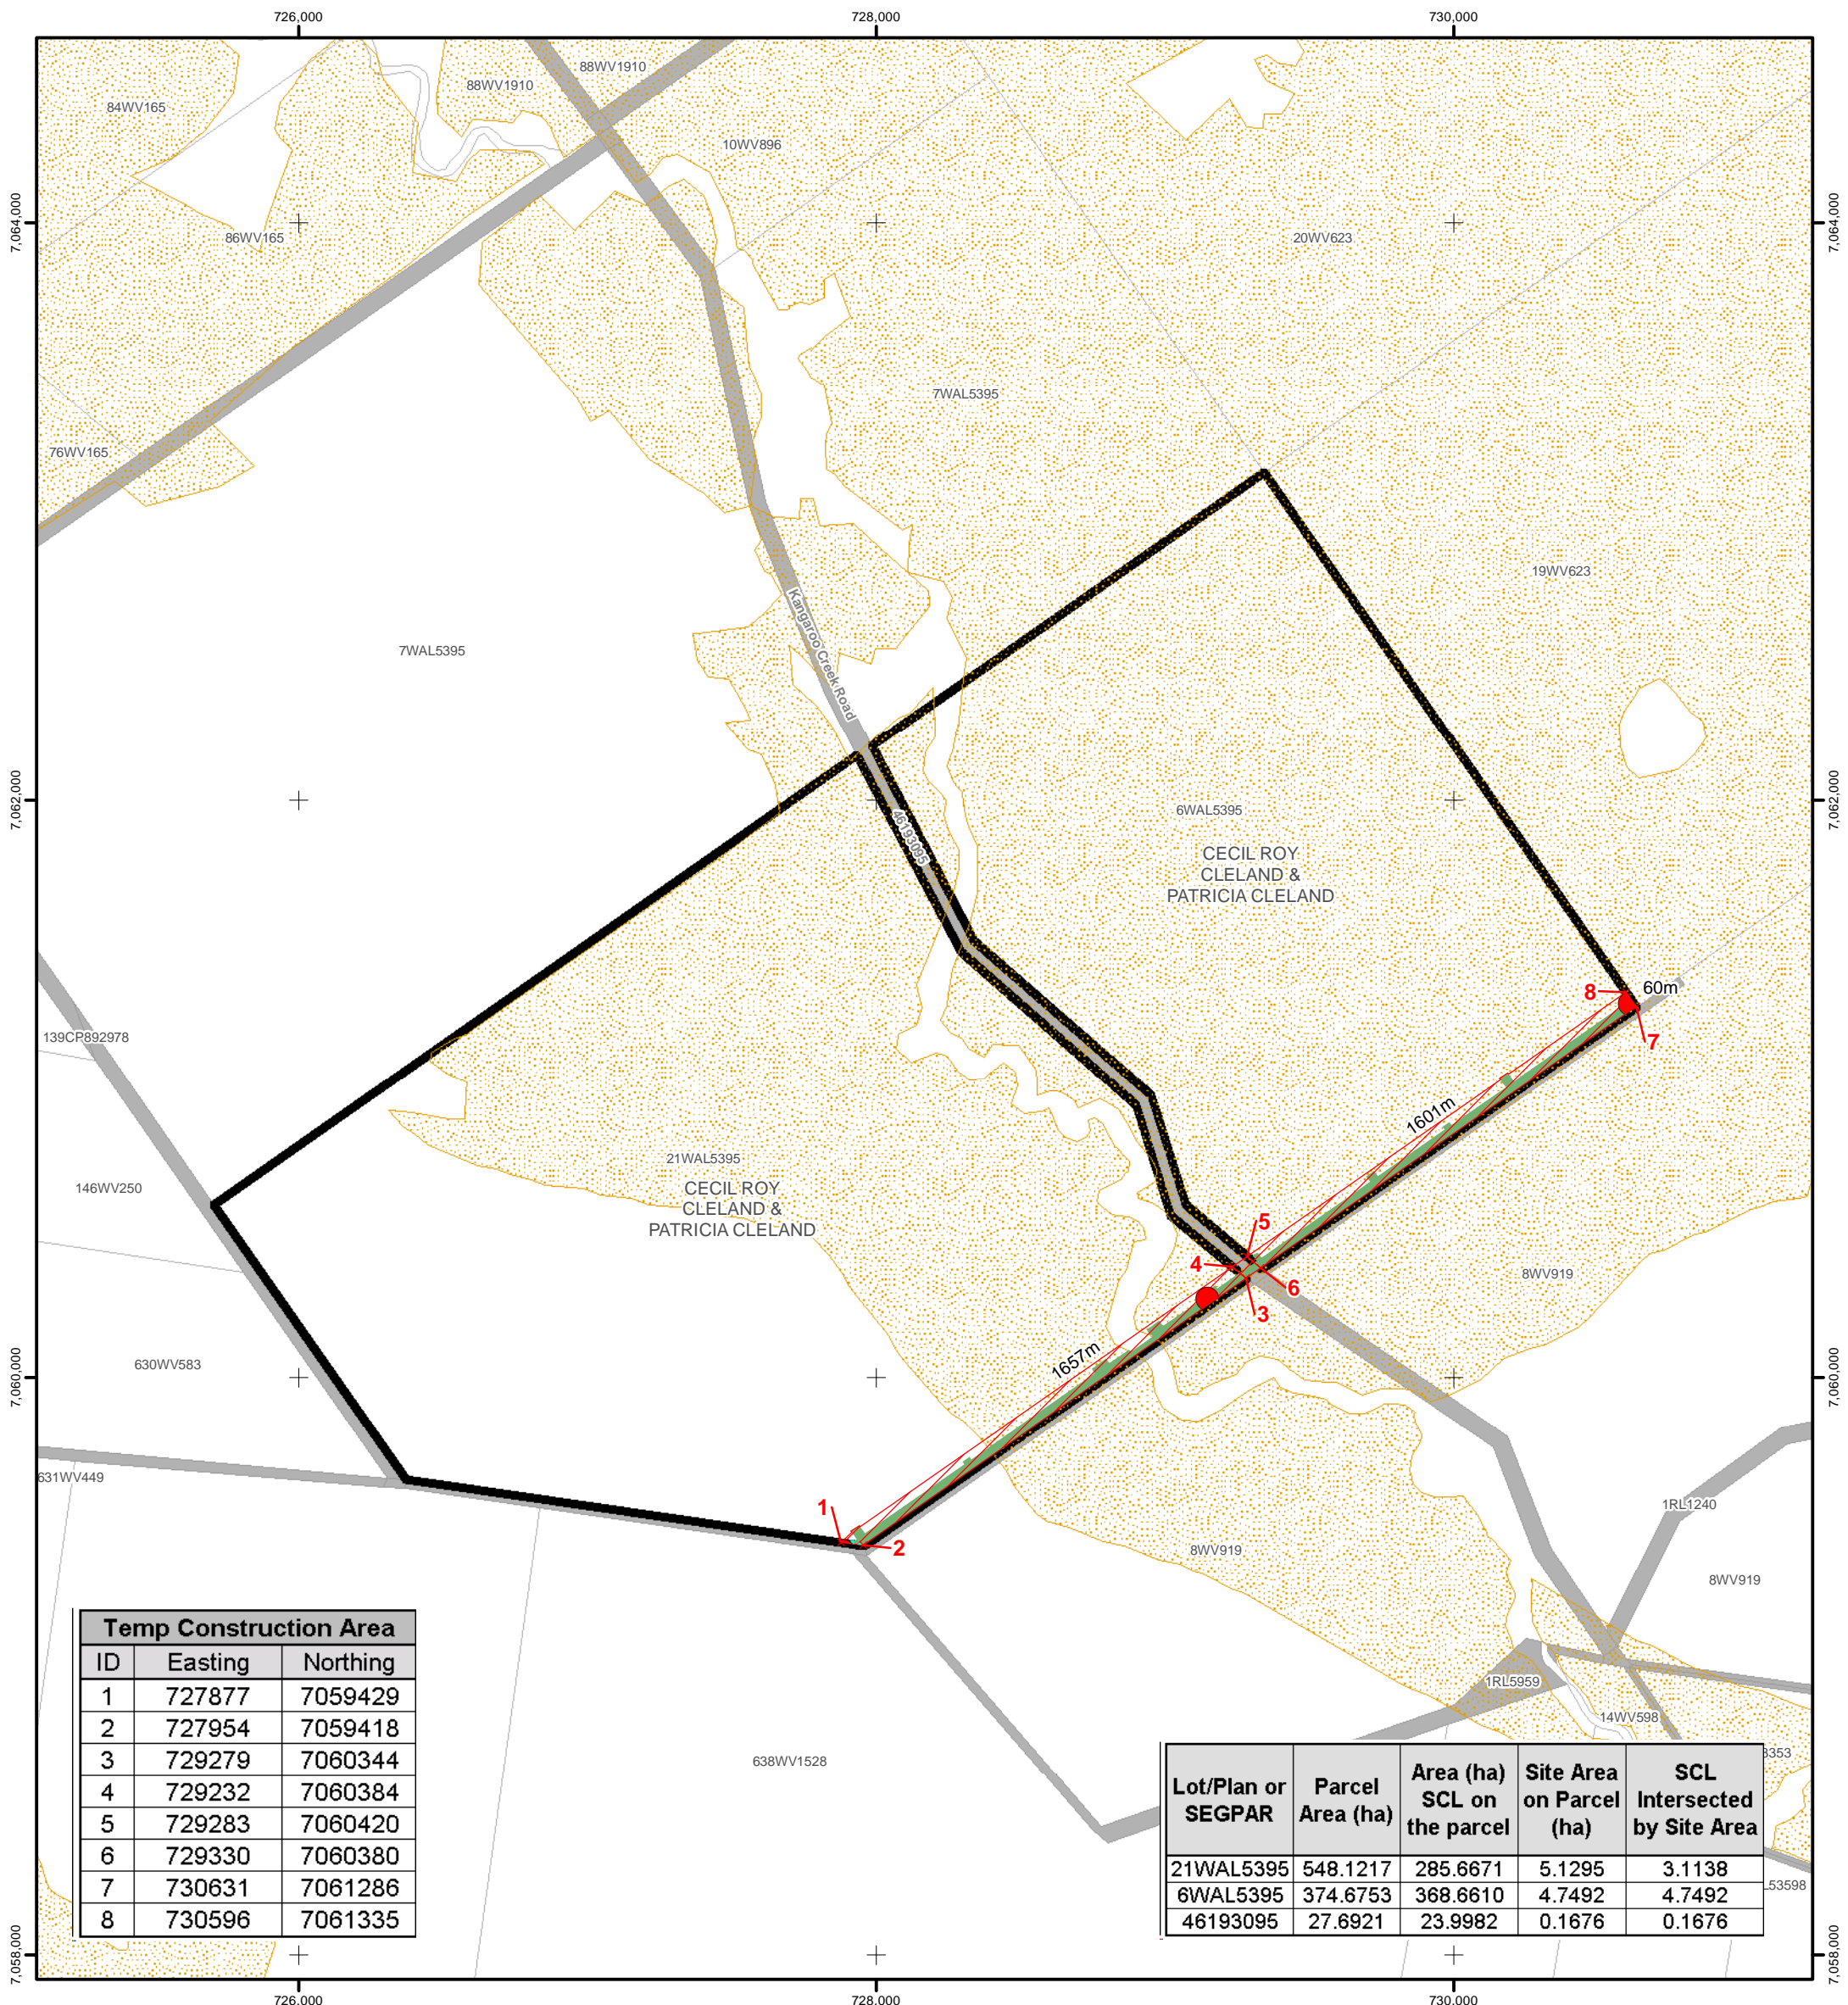 726,000
728,000
730,000
88WV1910
88WV1910
84WV165
10WV896
7,064,000
7,064,000
86WV165
20WV623
7WAL5395
76WV165
19WV623
Kangaroo Creek Road
7WAL5395
7,062,000
7,062,000
46193095
6WAL5395
CECIL ROY
CLELAND &
PATRICIA CLELAND
8
60m
7
139CP892978
1601m
21WAL5395
146WV250
CECIL ROY
CLELAND &
PATRICIA CLELAND
5
4
6
3
8WV919
1657m
630WV583
7,060,000
7,060,000
631WV449
1
2
1RL1240
8WV919
8WV919
1RL5959
14WV598
638WV1528
3353
53598
Temp Construction Area
ID Easting Northing
1 727877 7059429
2 727954 7059418
3 729279 7060344
4 729232 7060384
5 729283 7060420
6 729330 7060380
7 730631 7061286
8 730596 7061335
Lot/Plan or SEGPAR Parcel Area (ha) Area (ha) SCL on the parcel Site Area on Parcel (ha) SCL Intersected by Site Area
21WAL5395 548.1217 285.6671 5.1295 3.1138
6WAL5395 374.6753 368.6610 4.7492 4.7492
46193095 27.6921 23.9982 0.1676 0.1676
7,058,000
7,058,000
726,000
728,000
730,000